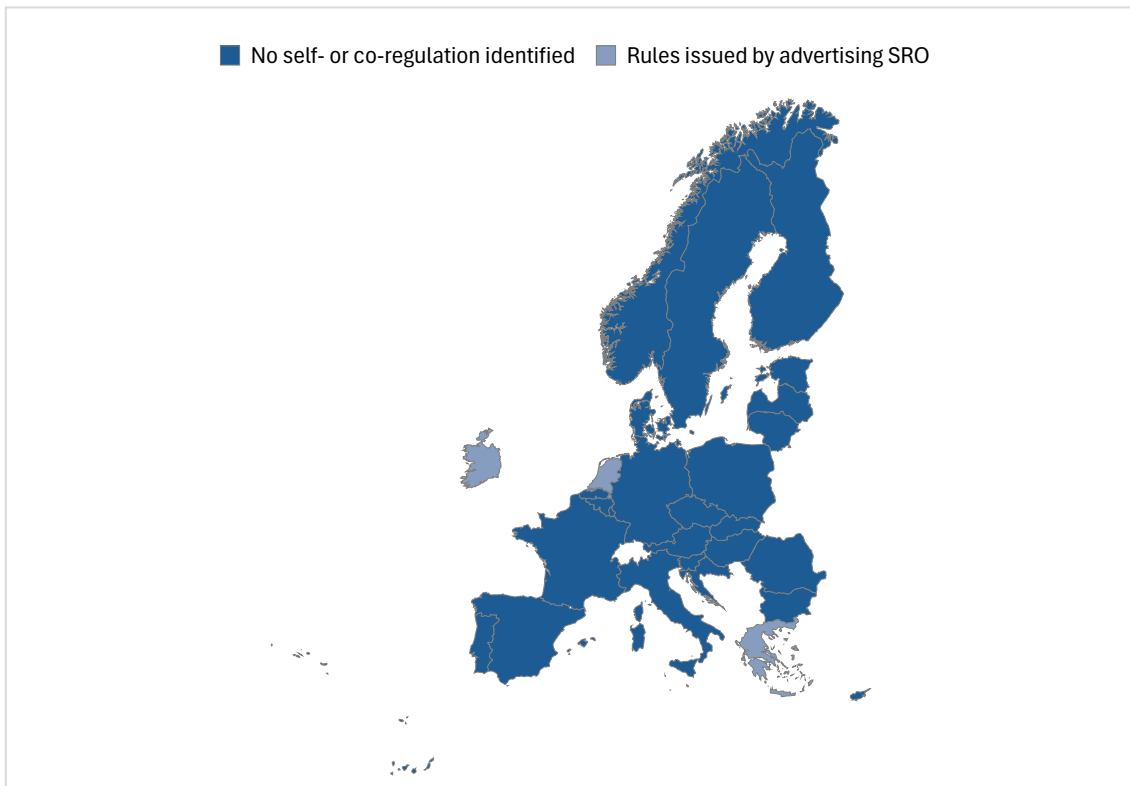 No self- or co-regulation identified Rules issued by advertising SRO